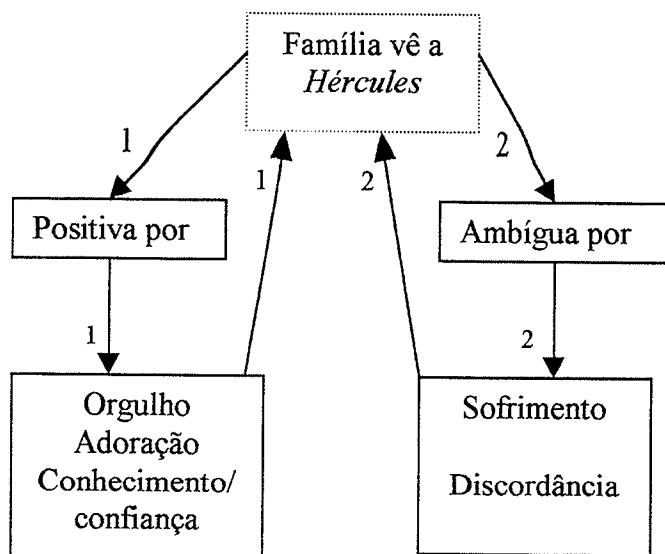 Família vê a
Hércules
1
2
1
2
Positiva por
Ambígua por
1
2
Orgulho
Adoração
Conhecimento/
confiança
Sofrimento
Discordância